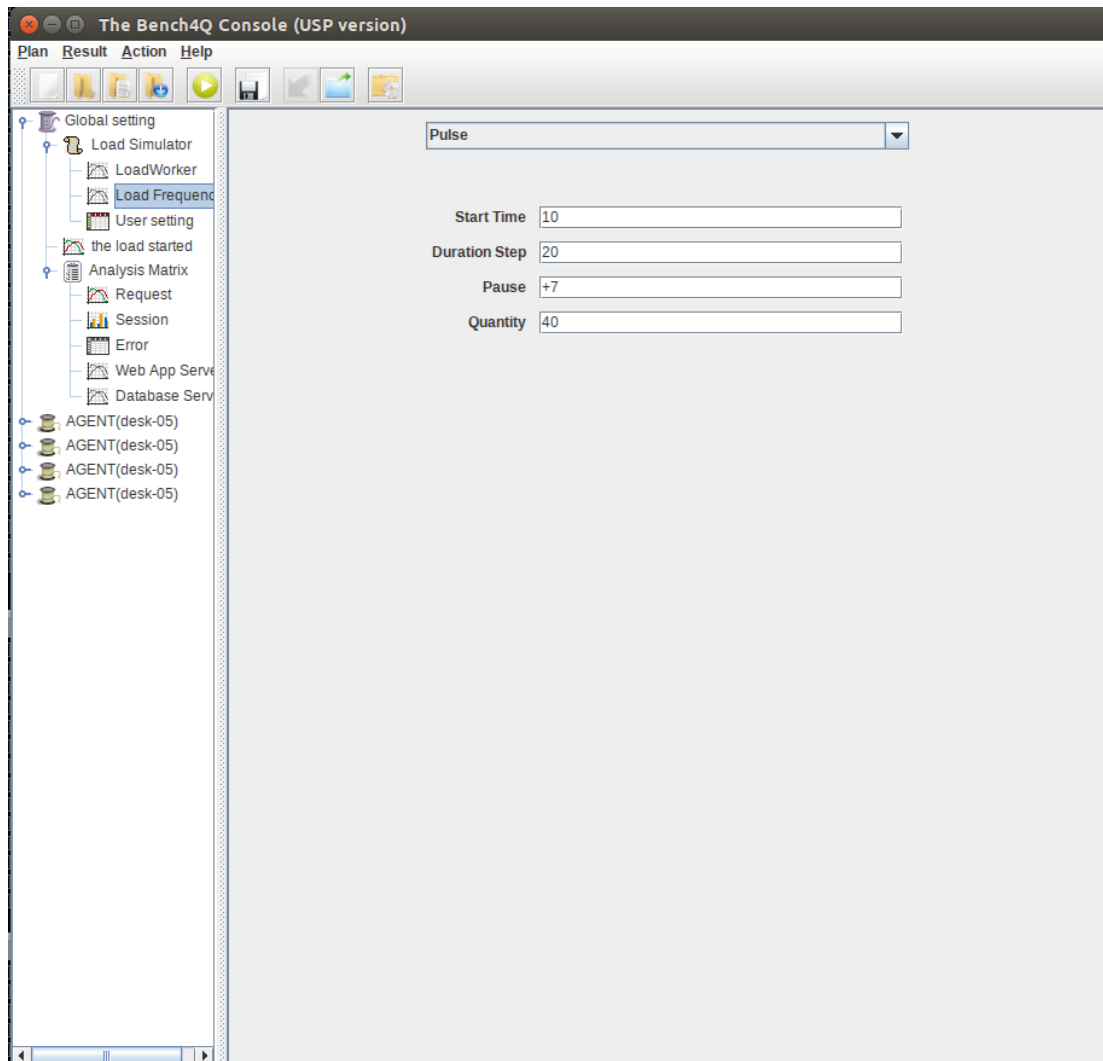 The Bench4Q Console (USP version)
Plan Result Action Help
Global setting
Load Simulator
LoadWorker
Load Frequenc
User setting
the load started
Analysis Matrix
Request
Session
Error
Web App Serve
Database Serv
AGENT(desk-05)
AGENT(desk-05)
AGENT(desk-05)
AGENT(desk-05)
Pulse
Start Time 10
Duration Step 20
Pause +7
Quantity 40